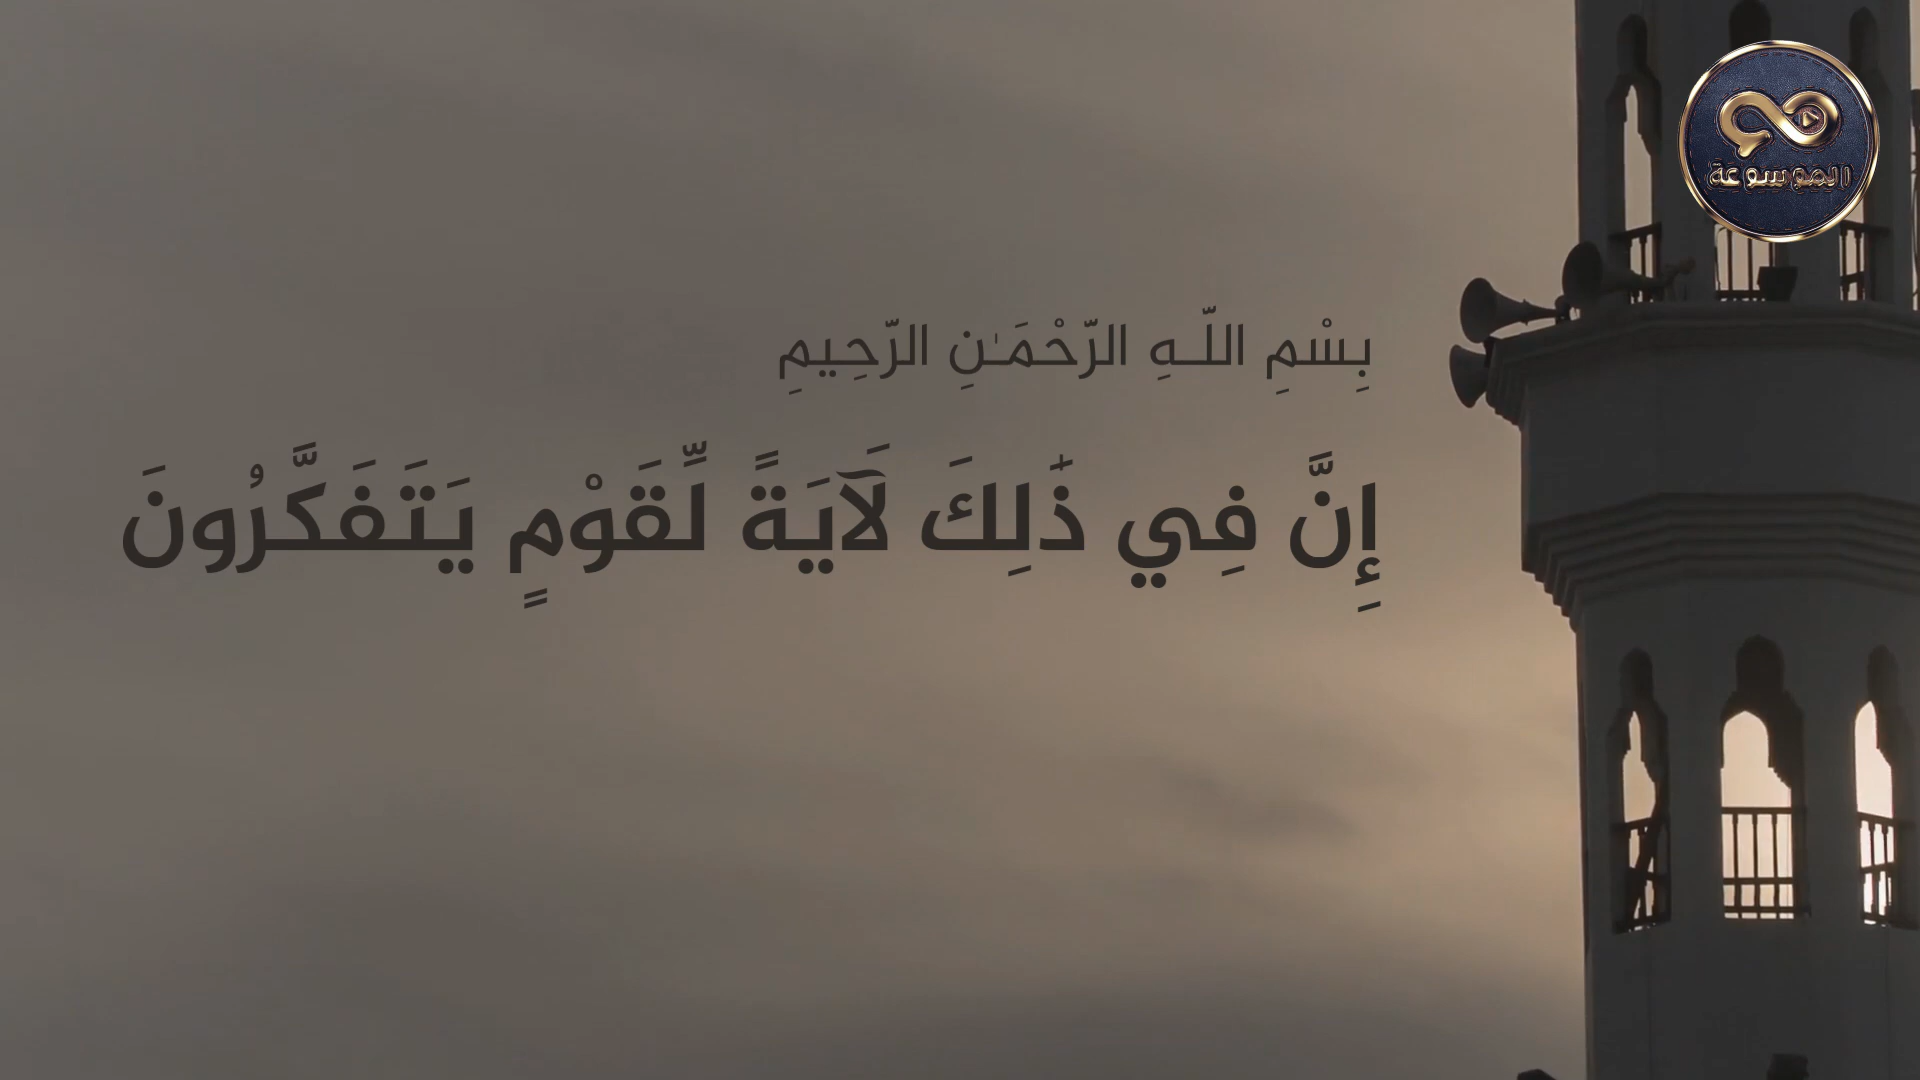 الموسوعة
بِسْمِ اللّـهِ الرَّحْمَـٰنِ الرَّحِيمِ
إِنَّ فِي ذَٰلِكَ لَآيَةً لِّقَوْمٍ يَتَفَكَّرُونَ